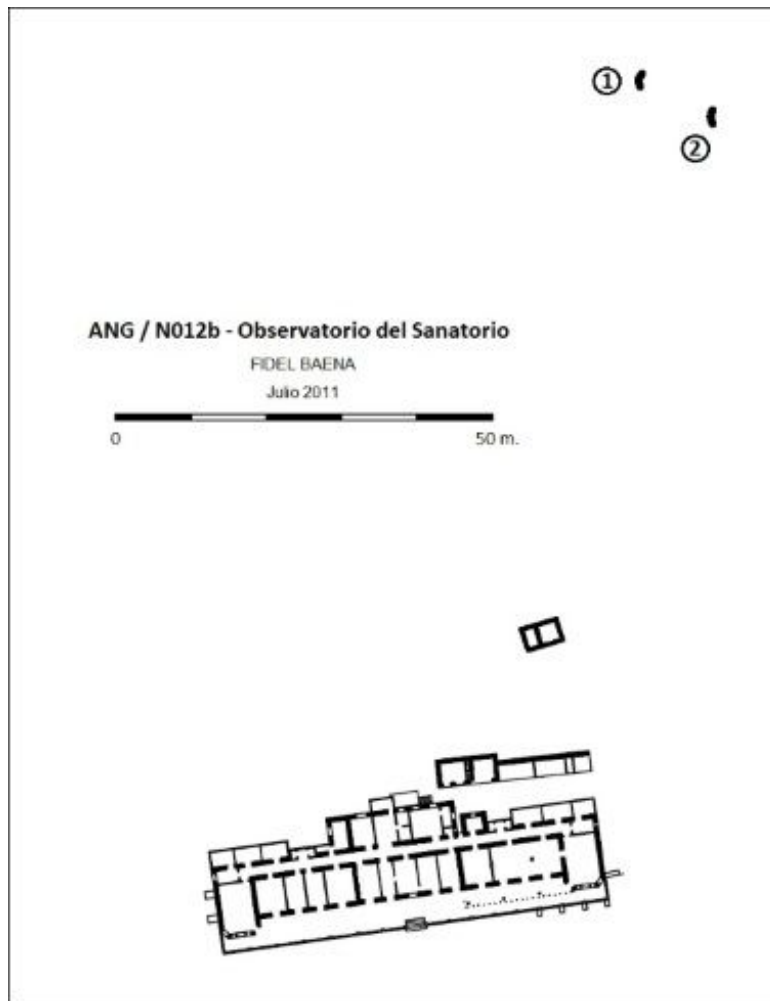 ①
②
ANG / N012b - Observatorio del Sanatorio
FIDEL BAENA
Julio 2011
0 50 m.